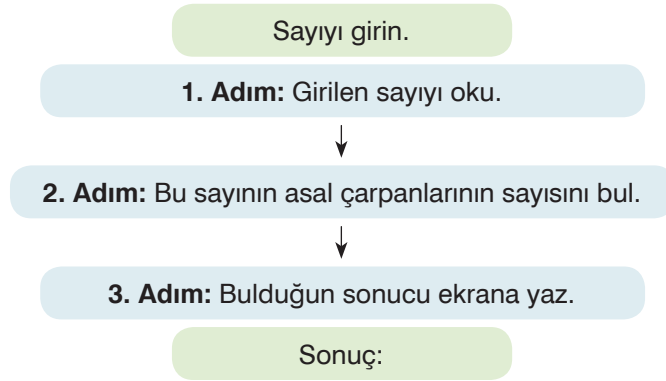 Sayıyı girin.
1. Adım: Girilen sayıyı oku.
2. Adım: Bu sayının asal çarpanlarının sayısını bul.
3. Adım: Bulduğun sonucu ekrana yaz.
Sonuç: